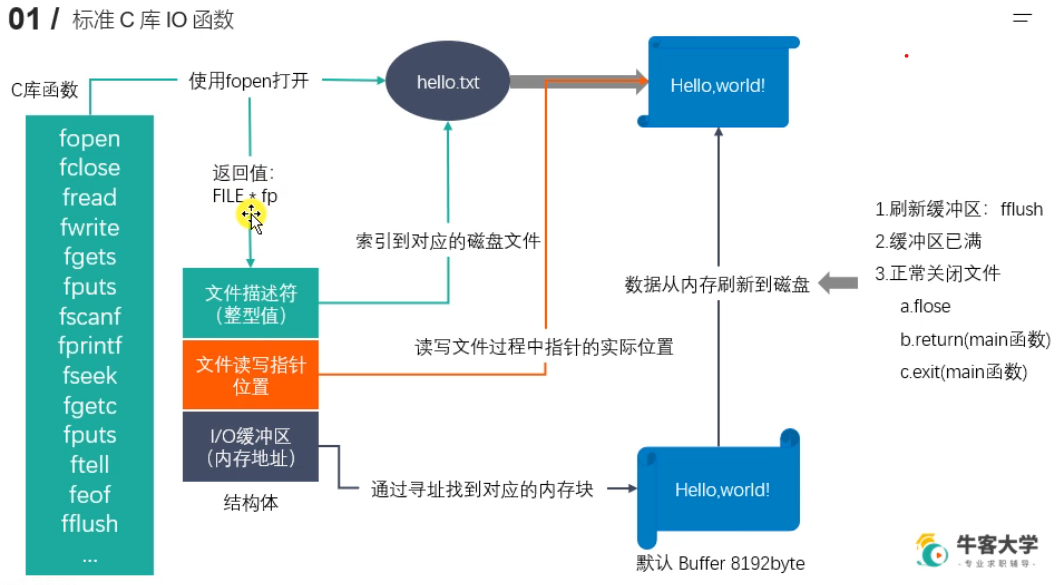 01 / 标准 C 库 IO 函数
C库函数
使用fopen打开
hello.txt
Hello,world!
fopen
fclose
fread
fwrite
fgets
fputs
fscanf
fprintf
fseek
fgetc
fputs
ftell
feof
fflush
...
返回值：
FILE * fp
索引到对应的磁盘文件
文件描述符
（整型值）
文件读写指针
位置
I/O缓冲区
（内存地址）
结构体
读写文件过程中指针的实际位置
通过寻址找到对应的内存块
数据从内存刷新到磁盘
Hello,world!
默认 Buffer 8192byte
1.刷新缓冲区：fflush
2.缓冲区已满
3.正常关闭文件
a.flose
b.return(main函数)
c.exit(main函数)
牛客大学
·专业求职辅导·